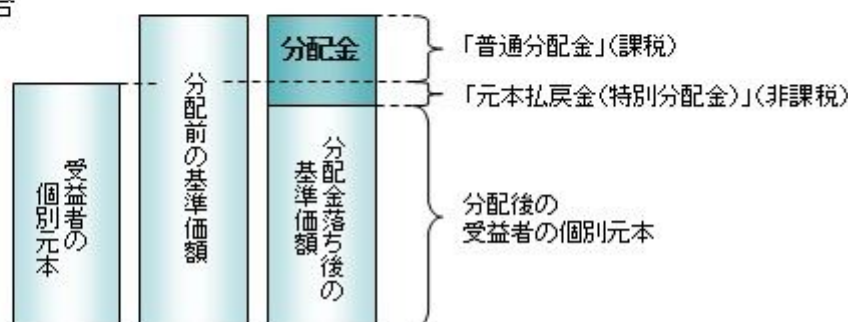 分配金
「普通分配金」(課税)
「元本払戻金(特別分配金)」(非課税)
受益者の
個別元本
分配前の基準価額
分配金落ち後の
基準価額
分配後の
受益者の個別元本